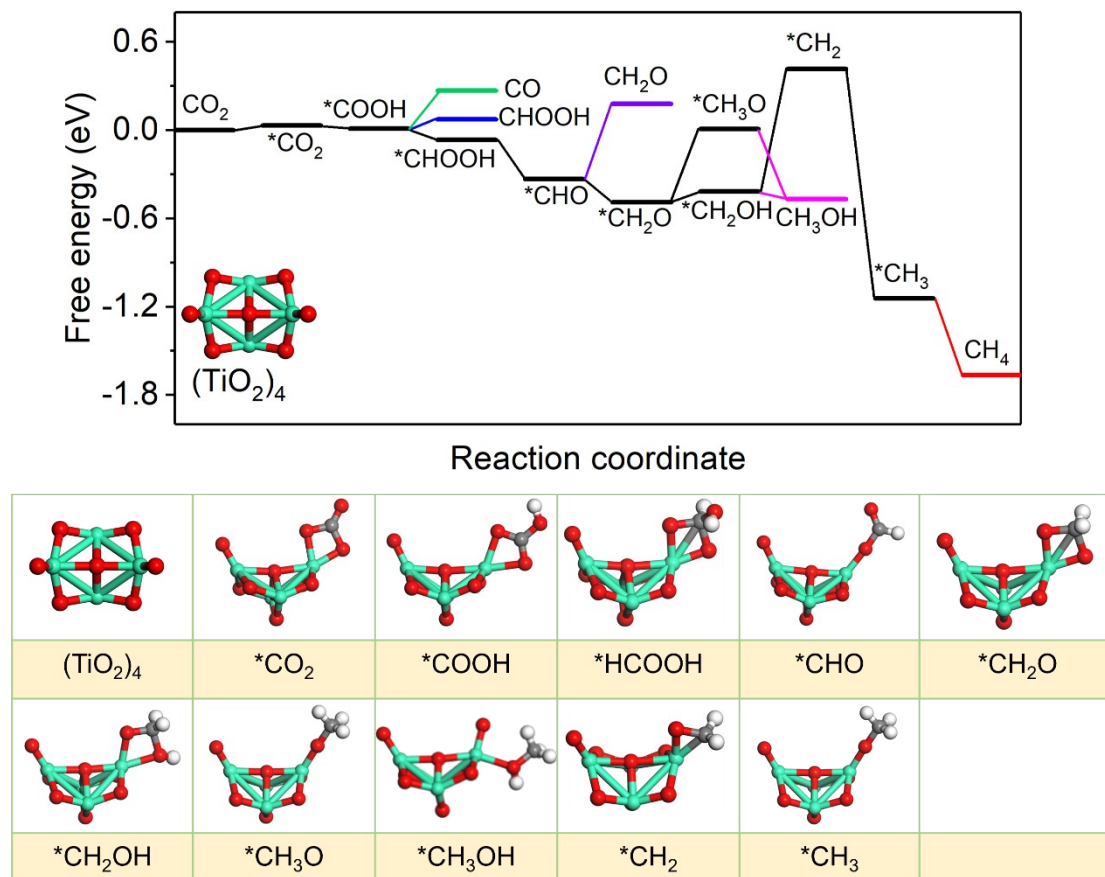 0.6
0.0
-0.6
-1.2
-1.8
Free energy (eV)
CO₂
*CO₂
*COOH
CO
CHOOH
*CHOOH
*CHO
CH₂O
*CH₂O
*CH₃O
*CH₂OH
CH₃OH
*CH₂
*CH₃
CH₄
(TiO₂)₄
Reaction coordinate
(TiO₂)₄ *CO₂ *COOH *HCOOH *CHO *CH₂O
*CH₂OH *CH₃O *CH₃OH *CH₂ *CH₃